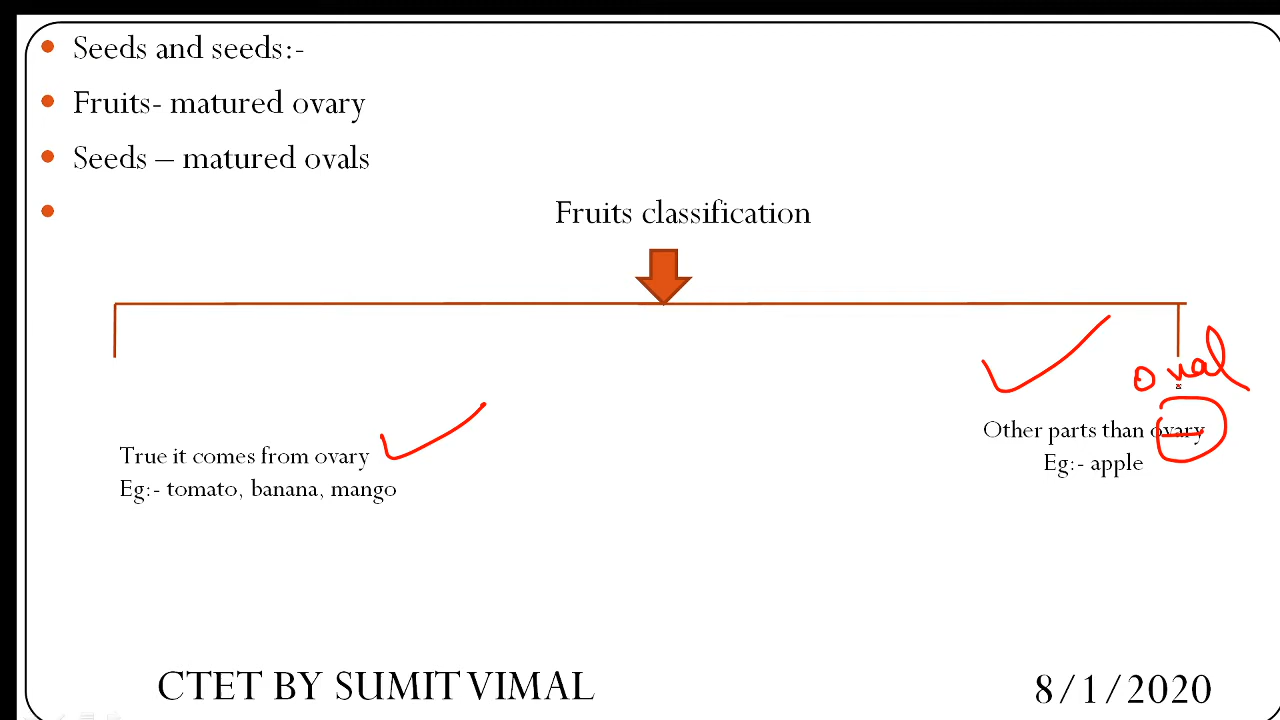 Seeds and seeds:-
Fruits- matured ovary
Seeds – matured ovals
Fruits classification
oval
Other parts than ovary
Eg:- apple
True it comes from ovary
Eg:- tomato, banana, mango
CTET BY SUMIT VIMAL
8/1/2020